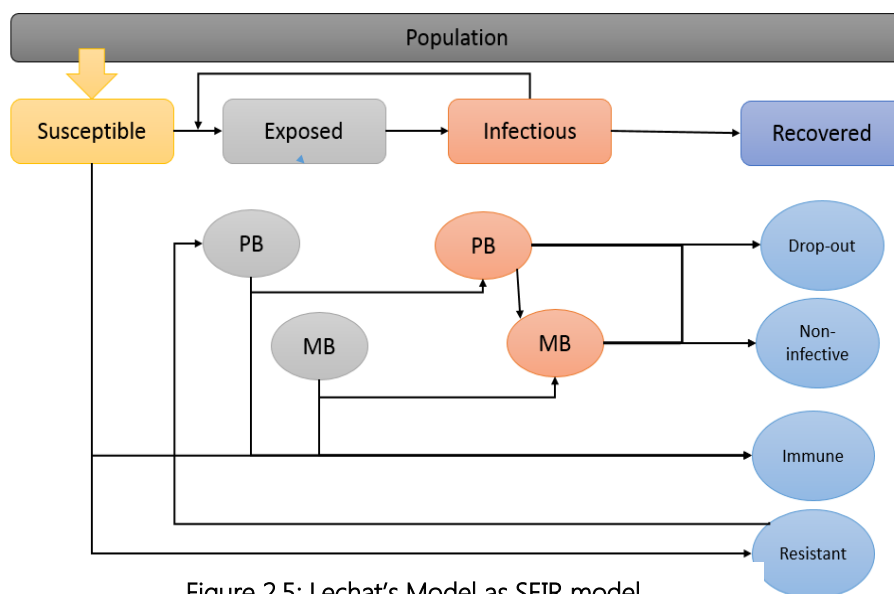 Population
Susceptible
Exposed
Infectious
Recovered
PB
PB
Drop-out
MB
MB
Non-
infective
Immune
Resistant
Figure 2.5: Lechat's Model as SEIR model